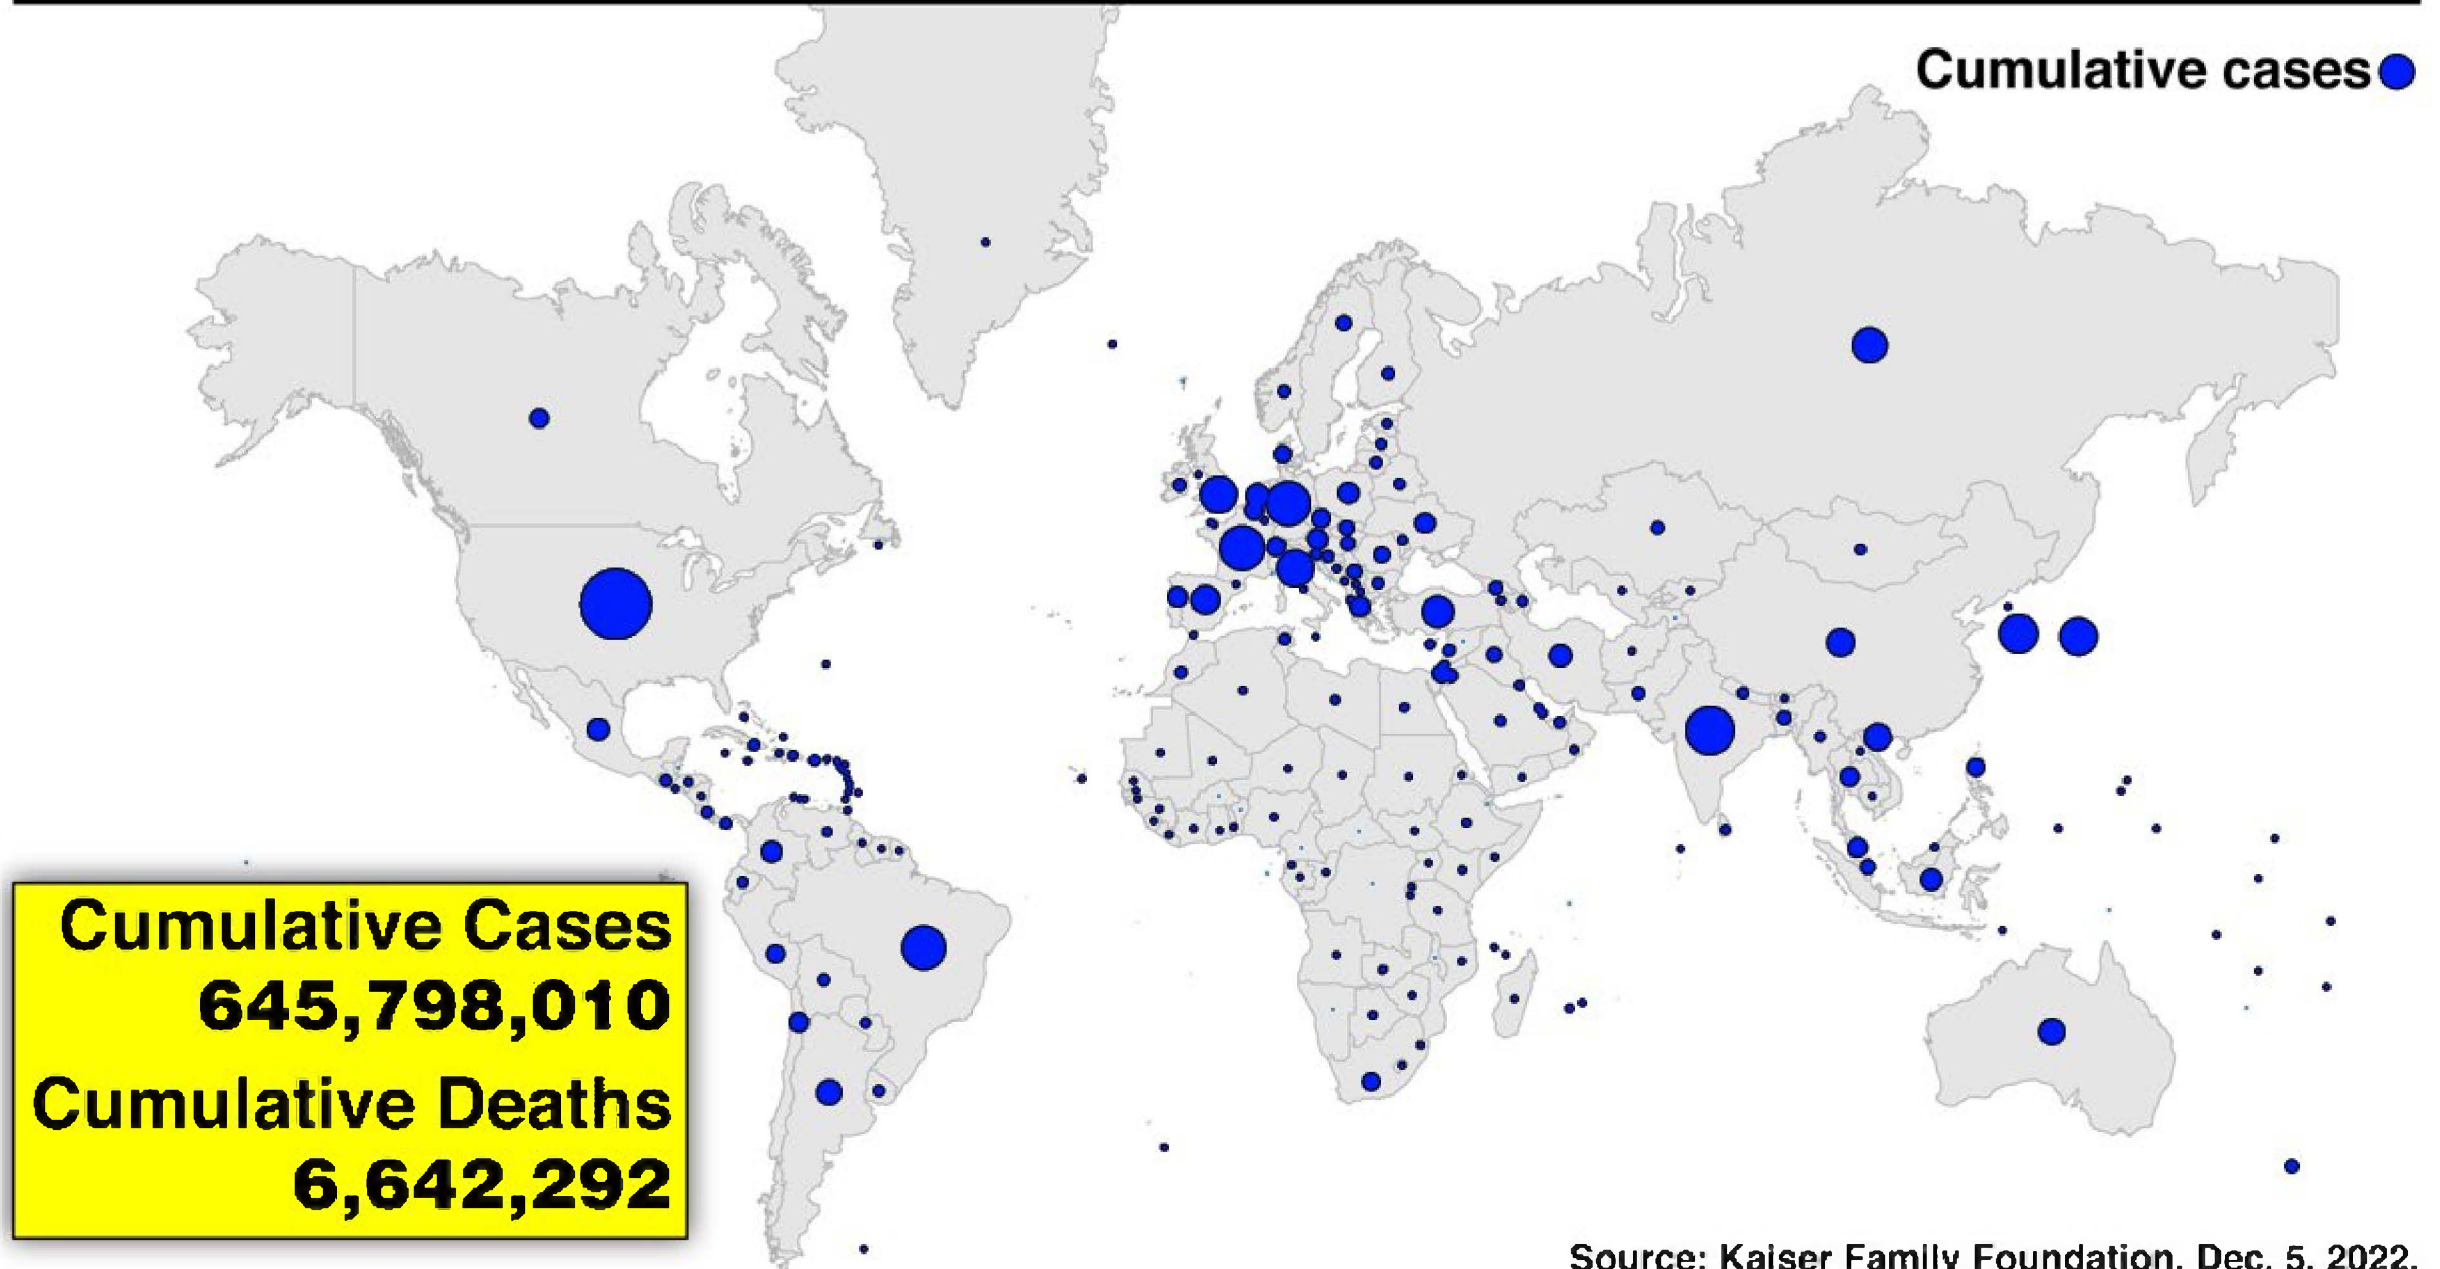 Cumulative cases
Cumulative Cases
645,798,010
Cumulative Deaths
6,642,292
Source: Kaiser Family Foundation, Dec. 5, 2022.